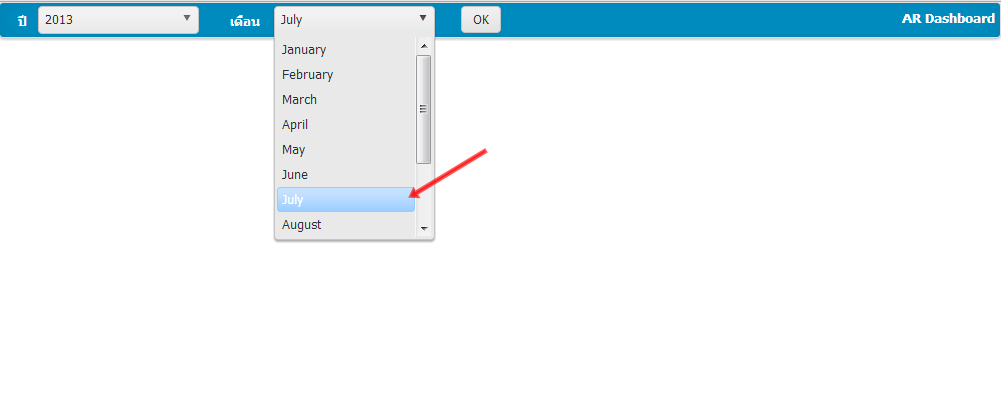 ปี 2013 เดือน July OK AR Dashboard
January
February
March
April
May
June
July
August